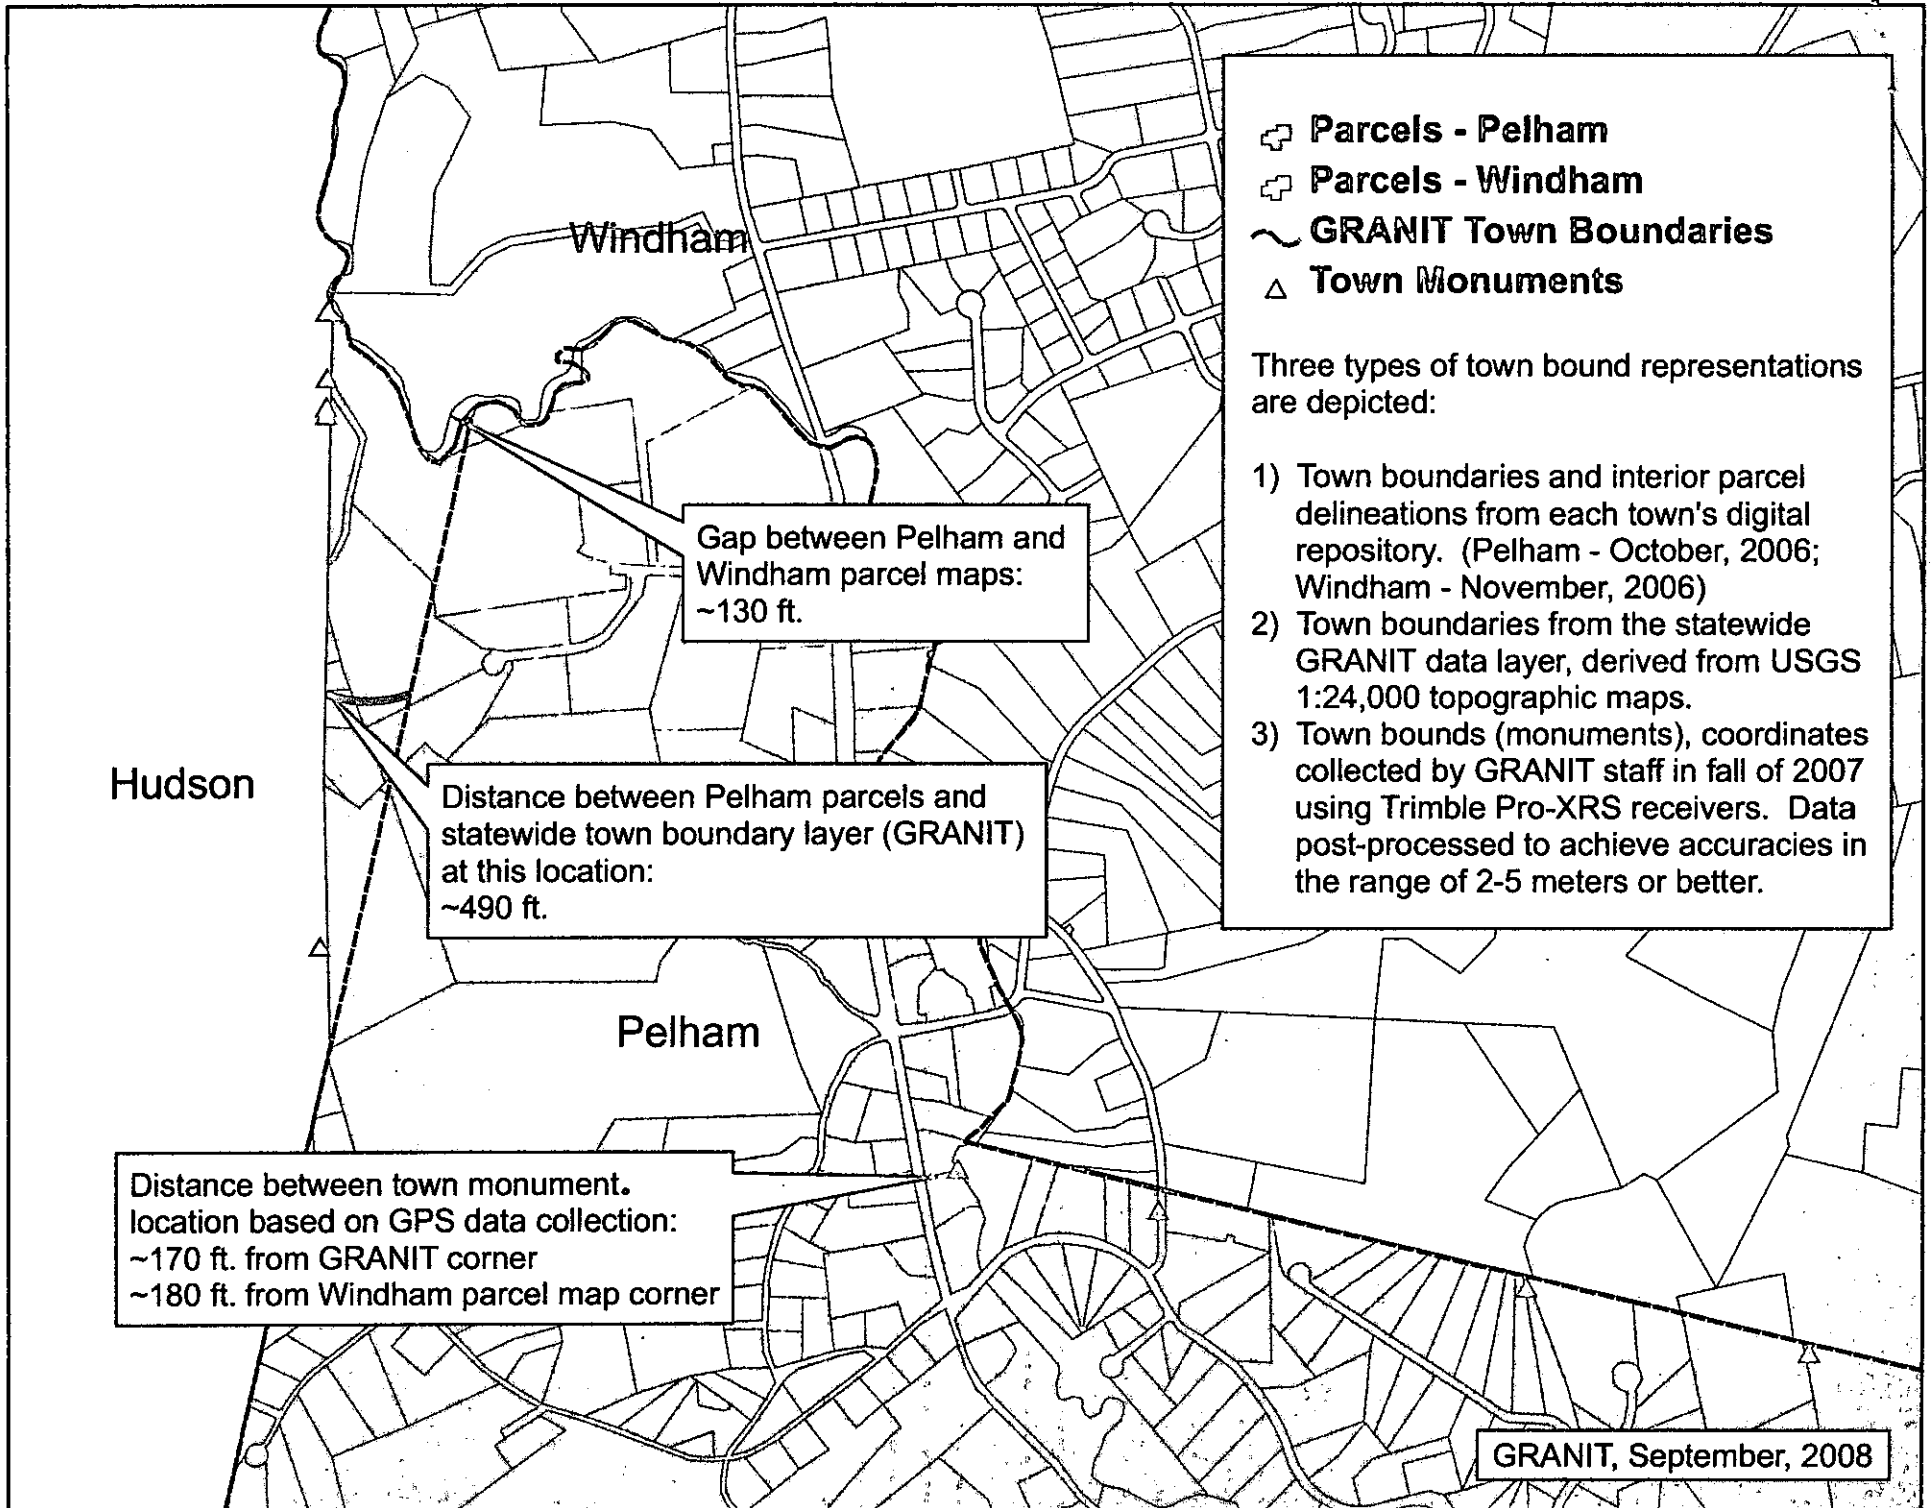 Parcels - Pelham
Parcels - Windham
GRANIT Town Boundaries
Town Monuments
Three types of town bound representations
are depicted:
1) Town boundaries and interior parcel
delineations from each town's digital
repository. (Pelham - October, 2006;
Windham - November, 2006)
2) Town boundaries from the statewide
GRANIT data layer, derived from USGS
1:24,000 topographic maps.
3) Town bounds (monuments), coordinates
collected by GRANIT staff in fall of 2007
using Trimble Pro-XRS receivers. Data
post-processed to achieve accuracies in
the range of 2-5 meters or better.
Windham
Gap between Pelham and
Windham parcel maps:
~130 ft.
Hudson
Distance between Pelham parcels and
statewide town boundary layer (GRANIT)
at this location:
~490 ft.
Pelham
Distance between town monument.
location based on GPS data collection:
~170 ft. from GRANIT corner
~180 ft. from Windham parcel map corner
GRANIT, September, 2008